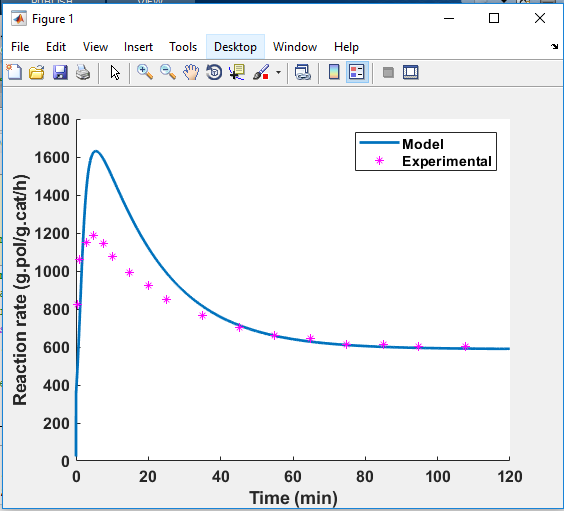 Figure 1
File Edit View Insert Tools Desktop Window Help
1800
1600
1400
1200
1000
800
600
400
200
0
Reaction rate (g.pol/g.cat/h)
Model
Experimental
0 20 40 60 80 100 120
Time (min)